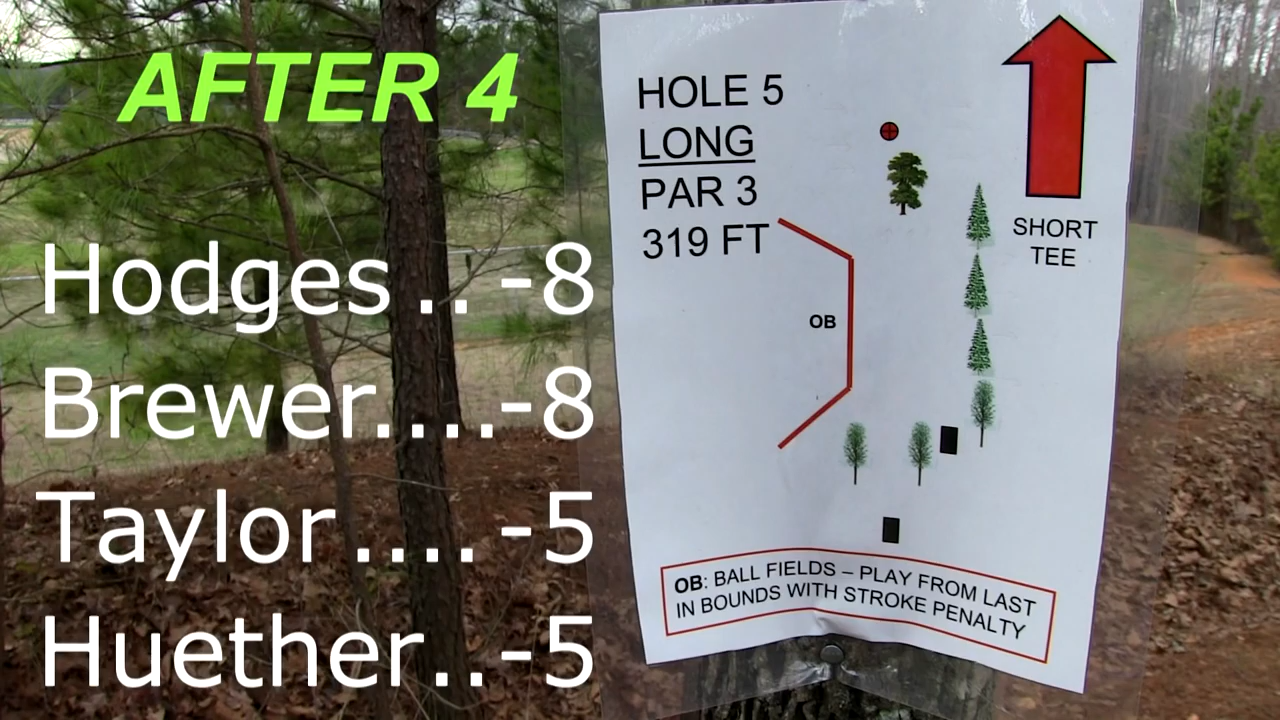 AFTER 4
Hodges .. -8
Brewer.... -8
Taylor .... -5
Huether.. -5
HOLE 5
LONG
PAR 3
319 FT
SHORT
TEE
OB
OB: BALL FIELDS – PLAY FROM LAST
IN BOUNDS WITH STROKE PENALTY